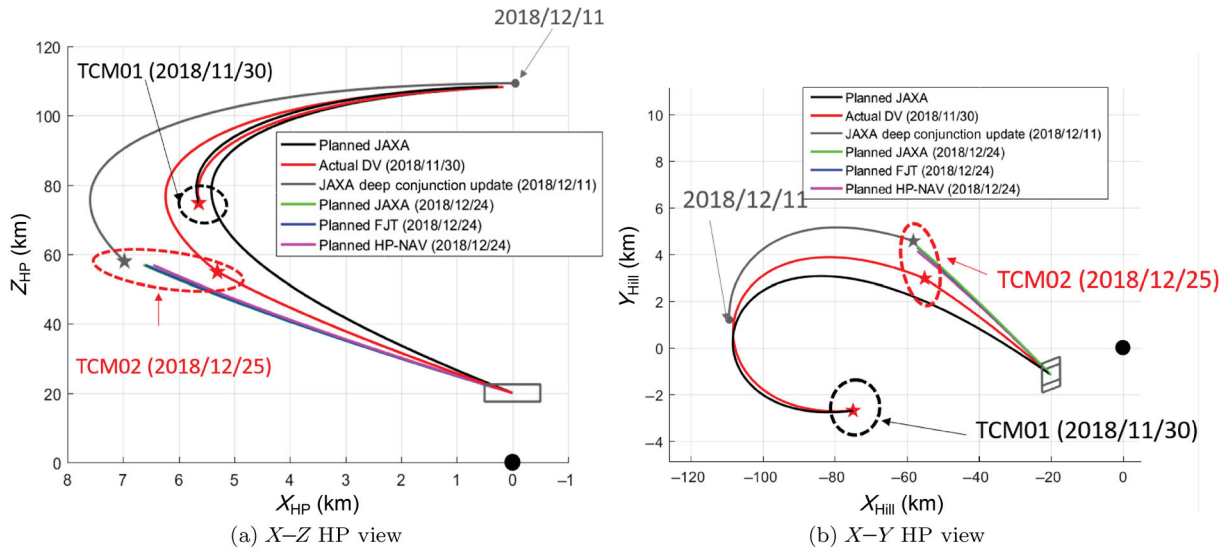 2018/12/11
TCM01 (2018/11/30)
Planned JAXA
Actual DV (2018/11/30)
JAXA deep conjunction update (2018/12/11)
Planned JAXA (2018/12/24)
Planned FJT (2018/12/24)
Planned HP-NAV (2018/12/24)
TCM02 (2018/12/25)
120
100
80
60
40
20
0
Z_HP (km)
8 7 6 5 4 3 2 1 0 −1
X_HP (km)
(a) X–Z HP view
Planned JAXA
Actual DV (2018/11/30)
JAXA deep conjunction update (2018/12/11)
Planned JAXA (2018/12/24)
Planned FJT (2018/12/24)
Planned HP-NAV (2018/12/24)
2018/12/11
TCM02 (2018/12/25)
TCM01 (2018/11/30)
10
8
6
4
2
0
−2
−4
Y_Hill (km)
−120 −100 −80 −60 −40 −20 0
X_Hill (km)
(b) X–Y HP view